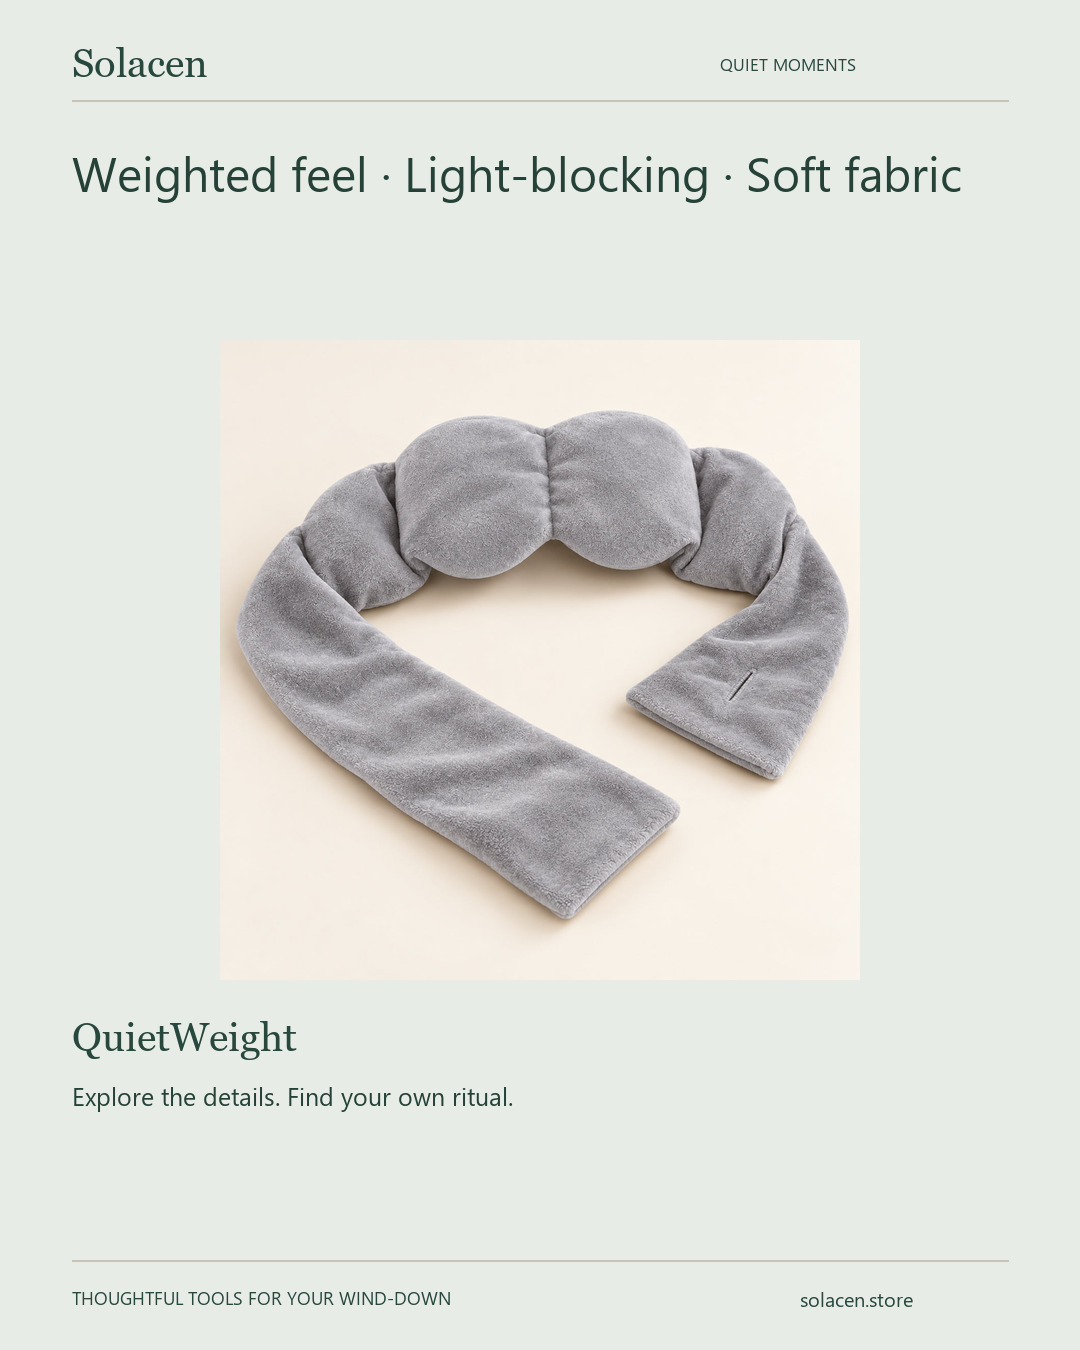 Solacen
QUIET MOMENTS
Weighted feel · Light-blocking · Soft fabric
QuietWeight
Explore the details. Find your own ritual.
THOUGHTFUL TOOLS FOR YOUR WIND-DOWN
solacen.store